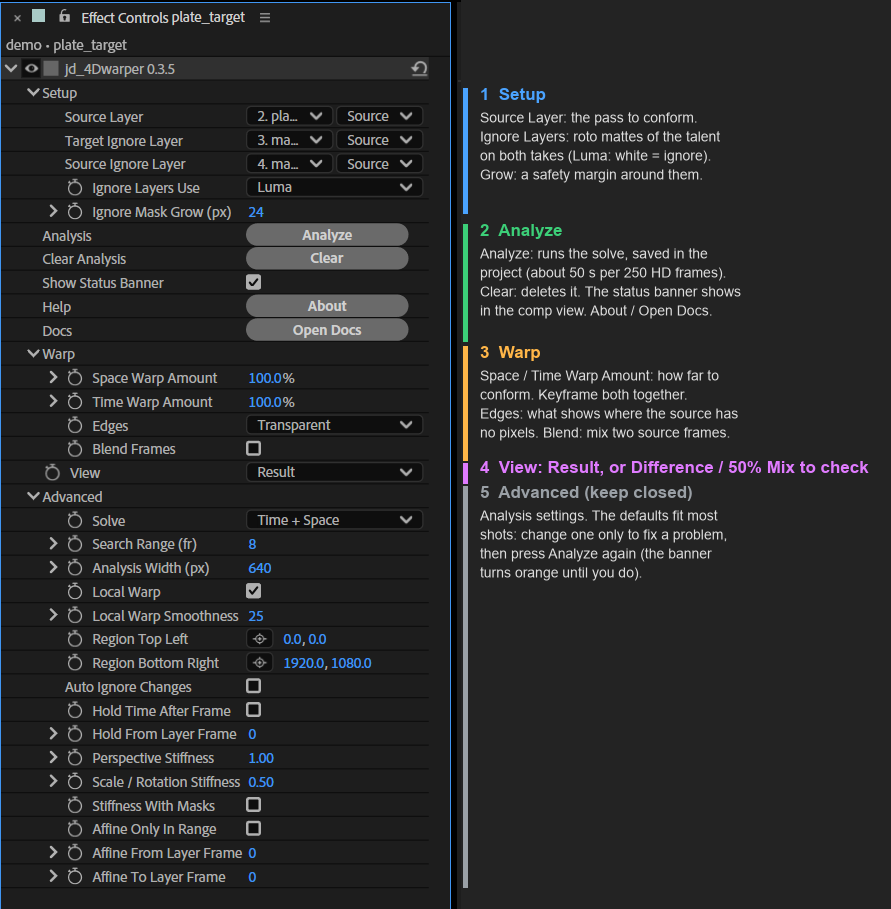 Effect Controls plate_target
demo • plate_target
jd_4Dwarper 0.3.5
Setup
Source Layer 2. pla... Source
Target Ignore Layer 3. ma... Source
Source Ignore Layer 4. ma... Source
Ignore Layers Use Luma
Ignore Mask Grow (px) 24
Analysis Analyze
Clear Analysis Clear
Show Status Banner
Help About
Docs Open Docs
Warp
Space Warp Amount 100.0%
Time Warp Amount 100.0%
Edges Transparent
Blend Frames
View Result
Advanced
Solve Time + Space
Search Range (fr) 8
Analysis Width (px) 640
Local Warp
Local Warp Smoothness 25
Region Top Left 0.0, 0.0
Region Bottom Right 1920.0, 1080.0
Auto Ignore Changes
Hold Time After Frame
Hold From Layer Frame 0
Perspective Stiffness 1.00
Scale / Rotation Stiffness 0.50
Stiffness With Masks
Affine Only In Range
Affine From Layer Frame 0
Affine To Layer Frame 0
1 Setup
Source Layer: the pass to conform.
Ignore Layers: roto mattes of the talent
on both takes (Luma: white = ignore).
Grow: a safety margin around them.
2 Analyze
Analyze: runs the solve, saved in the
project (about 50 s per 250 HD frames).
Clear: deletes it. The status banner shows
in the comp view. About / Open Docs.
3 Warp
Space / Time Warp Amount: how far to
conform. Keyframe both together.
Edges: what shows where the source has
no pixels. Blend: mix two source frames.
4 View: Result, or Difference / 50% Mix to check
5 Advanced (keep closed)
Analysis settings. The defaults fit most
shots: change one only to fix a problem,
then press Analyze again (the banner
turns orange until you do).